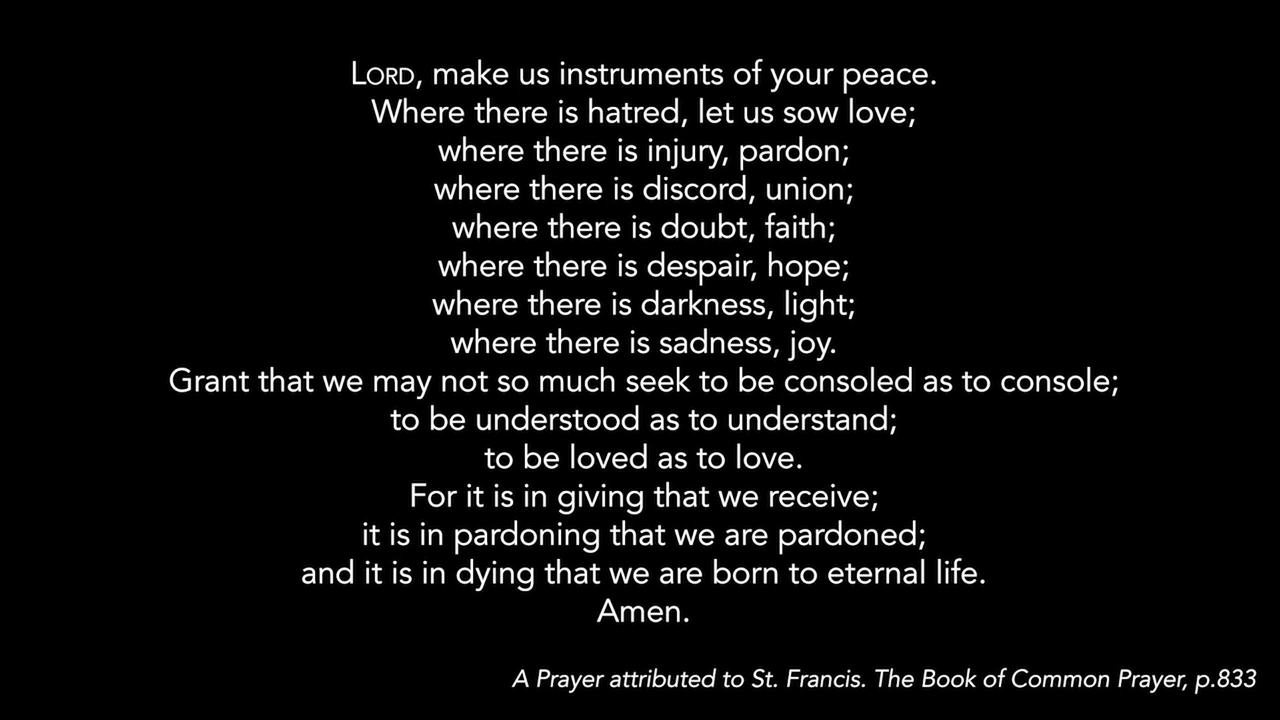 LORD, make us instruments of your peace.
Where there is hatred, let us sow love;
where there is injury, pardon;
where there is discord, union;
where there is doubt, faith;
where there is despair, hope;
where there is darkness, light;
where there is sadness, joy.
Grant that we may not so much seek to be consoled as to console;
to be understood as to understand;
to be loved as to love.
For it is in giving that we receive;
it is in pardoning that we are pardoned;
and it is in dying that we are born to eternal life.
Amen.
A Prayer attributed to St. Francis. The Book of Common Prayer, p.833